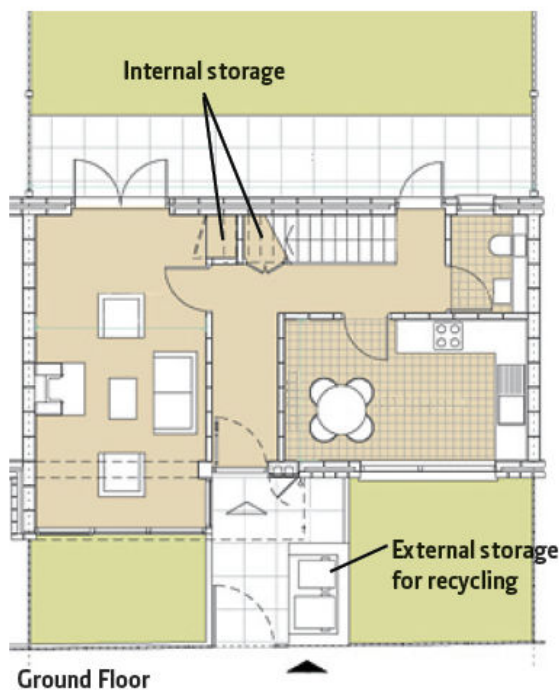 Internal storage
External storage
for recycling
Ground Floor